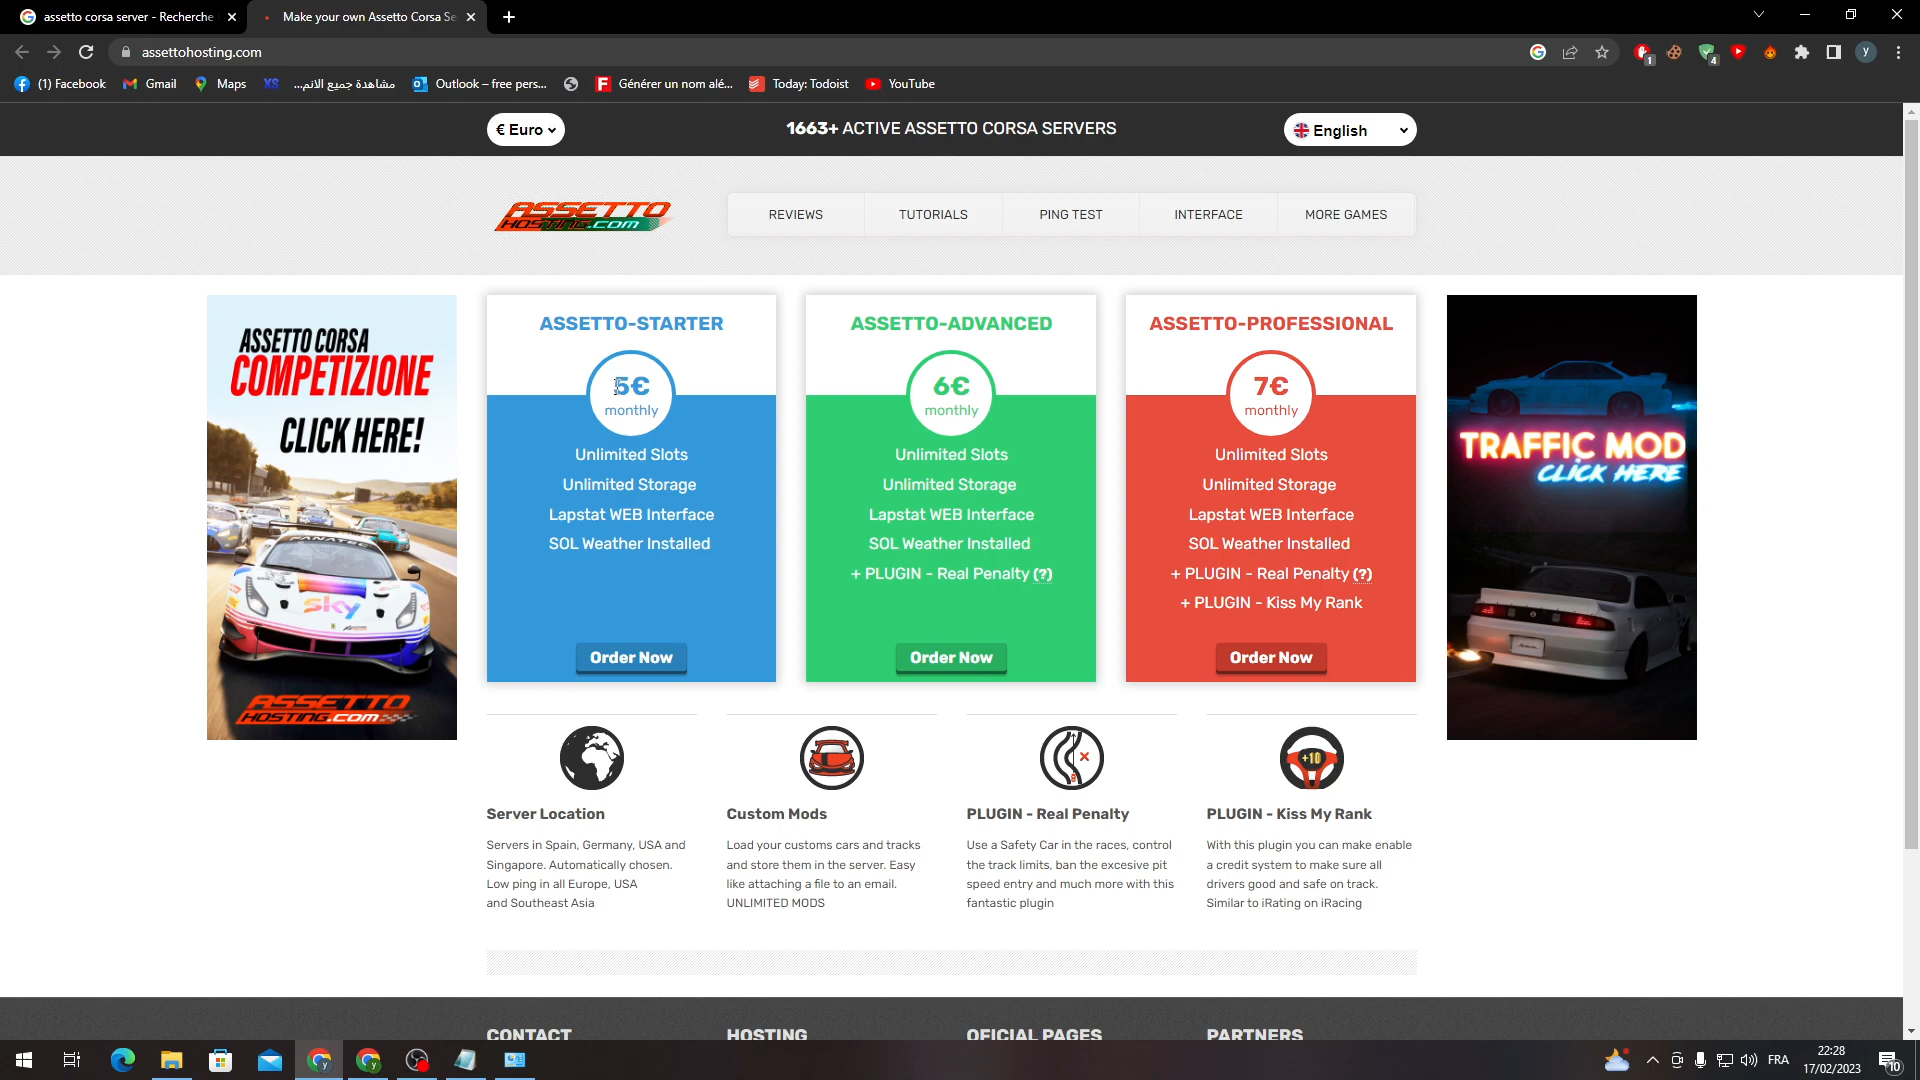 assetto corsa server - Recherche
Make your own Assetto Corsa Se
assettohosting.com
(1) Facebook
Gmail
Maps
مشاهدة جميع الانم...
Outlook – free pers...
Générer un nom alé...
Today: Todoist
YouTube
€ Euro
1663+ ACTIVE ASSETTO CORSA SERVERS
English
ASSETTO
HOSTING.COM
REVIEWS
TUTORIALS
PING TEST
INTERFACE
MORE GAMES
ASSETTO CORSA
COMPETIZIONE
CLICK HERE!
FANATEC
sky
ASSETTO
HOSTING.COM
ASSETTO-STARTER
5€
monthly
Unlimited Slots
Unlimited Storage
Lapstat WEB Interface
SOL Weather Installed
Order Now
ASSETTO-ADVANCED
6€
monthly
Unlimited Slots
Unlimited Storage
Lapstat WEB Interface
SOL Weather Installed
+ PLUGIN - Real Penalty (?)
Order Now
ASSETTO-PROFESSIONAL
7€
monthly
Unlimited Slots
Unlimited Storage
Lapstat WEB Interface
SOL Weather Installed
+ PLUGIN - Real Penalty (?)
+ PLUGIN - Kiss My Rank
Order Now
TRAFFIC MOD
CLICK HERE
Server Location
Servers in Spain, Germany, USA and
Singapore. Automatically chosen.
Low ping in all Europe, USA
and Southeast Asia
Custom Mods
Load your customs cars and tracks
and store them in the server. Easy
like attaching a file to an email.
UNLIMITED MODS
PLUGIN - Real Penalty
Use a Safety Car in the races, control
the track limits, ban the excesive pit
speed entry and much more with this
fantastic plugin
+10
PLUGIN - Kiss My Rank
With this plugin you can make enable
a credit system to make sure all
drivers good and safe on track.
Similar to iRating on iRacing
CONTACT
HOSTING
OFICIAL PAGES
PARTNERS
FRA
22:28
17/02/2023
10